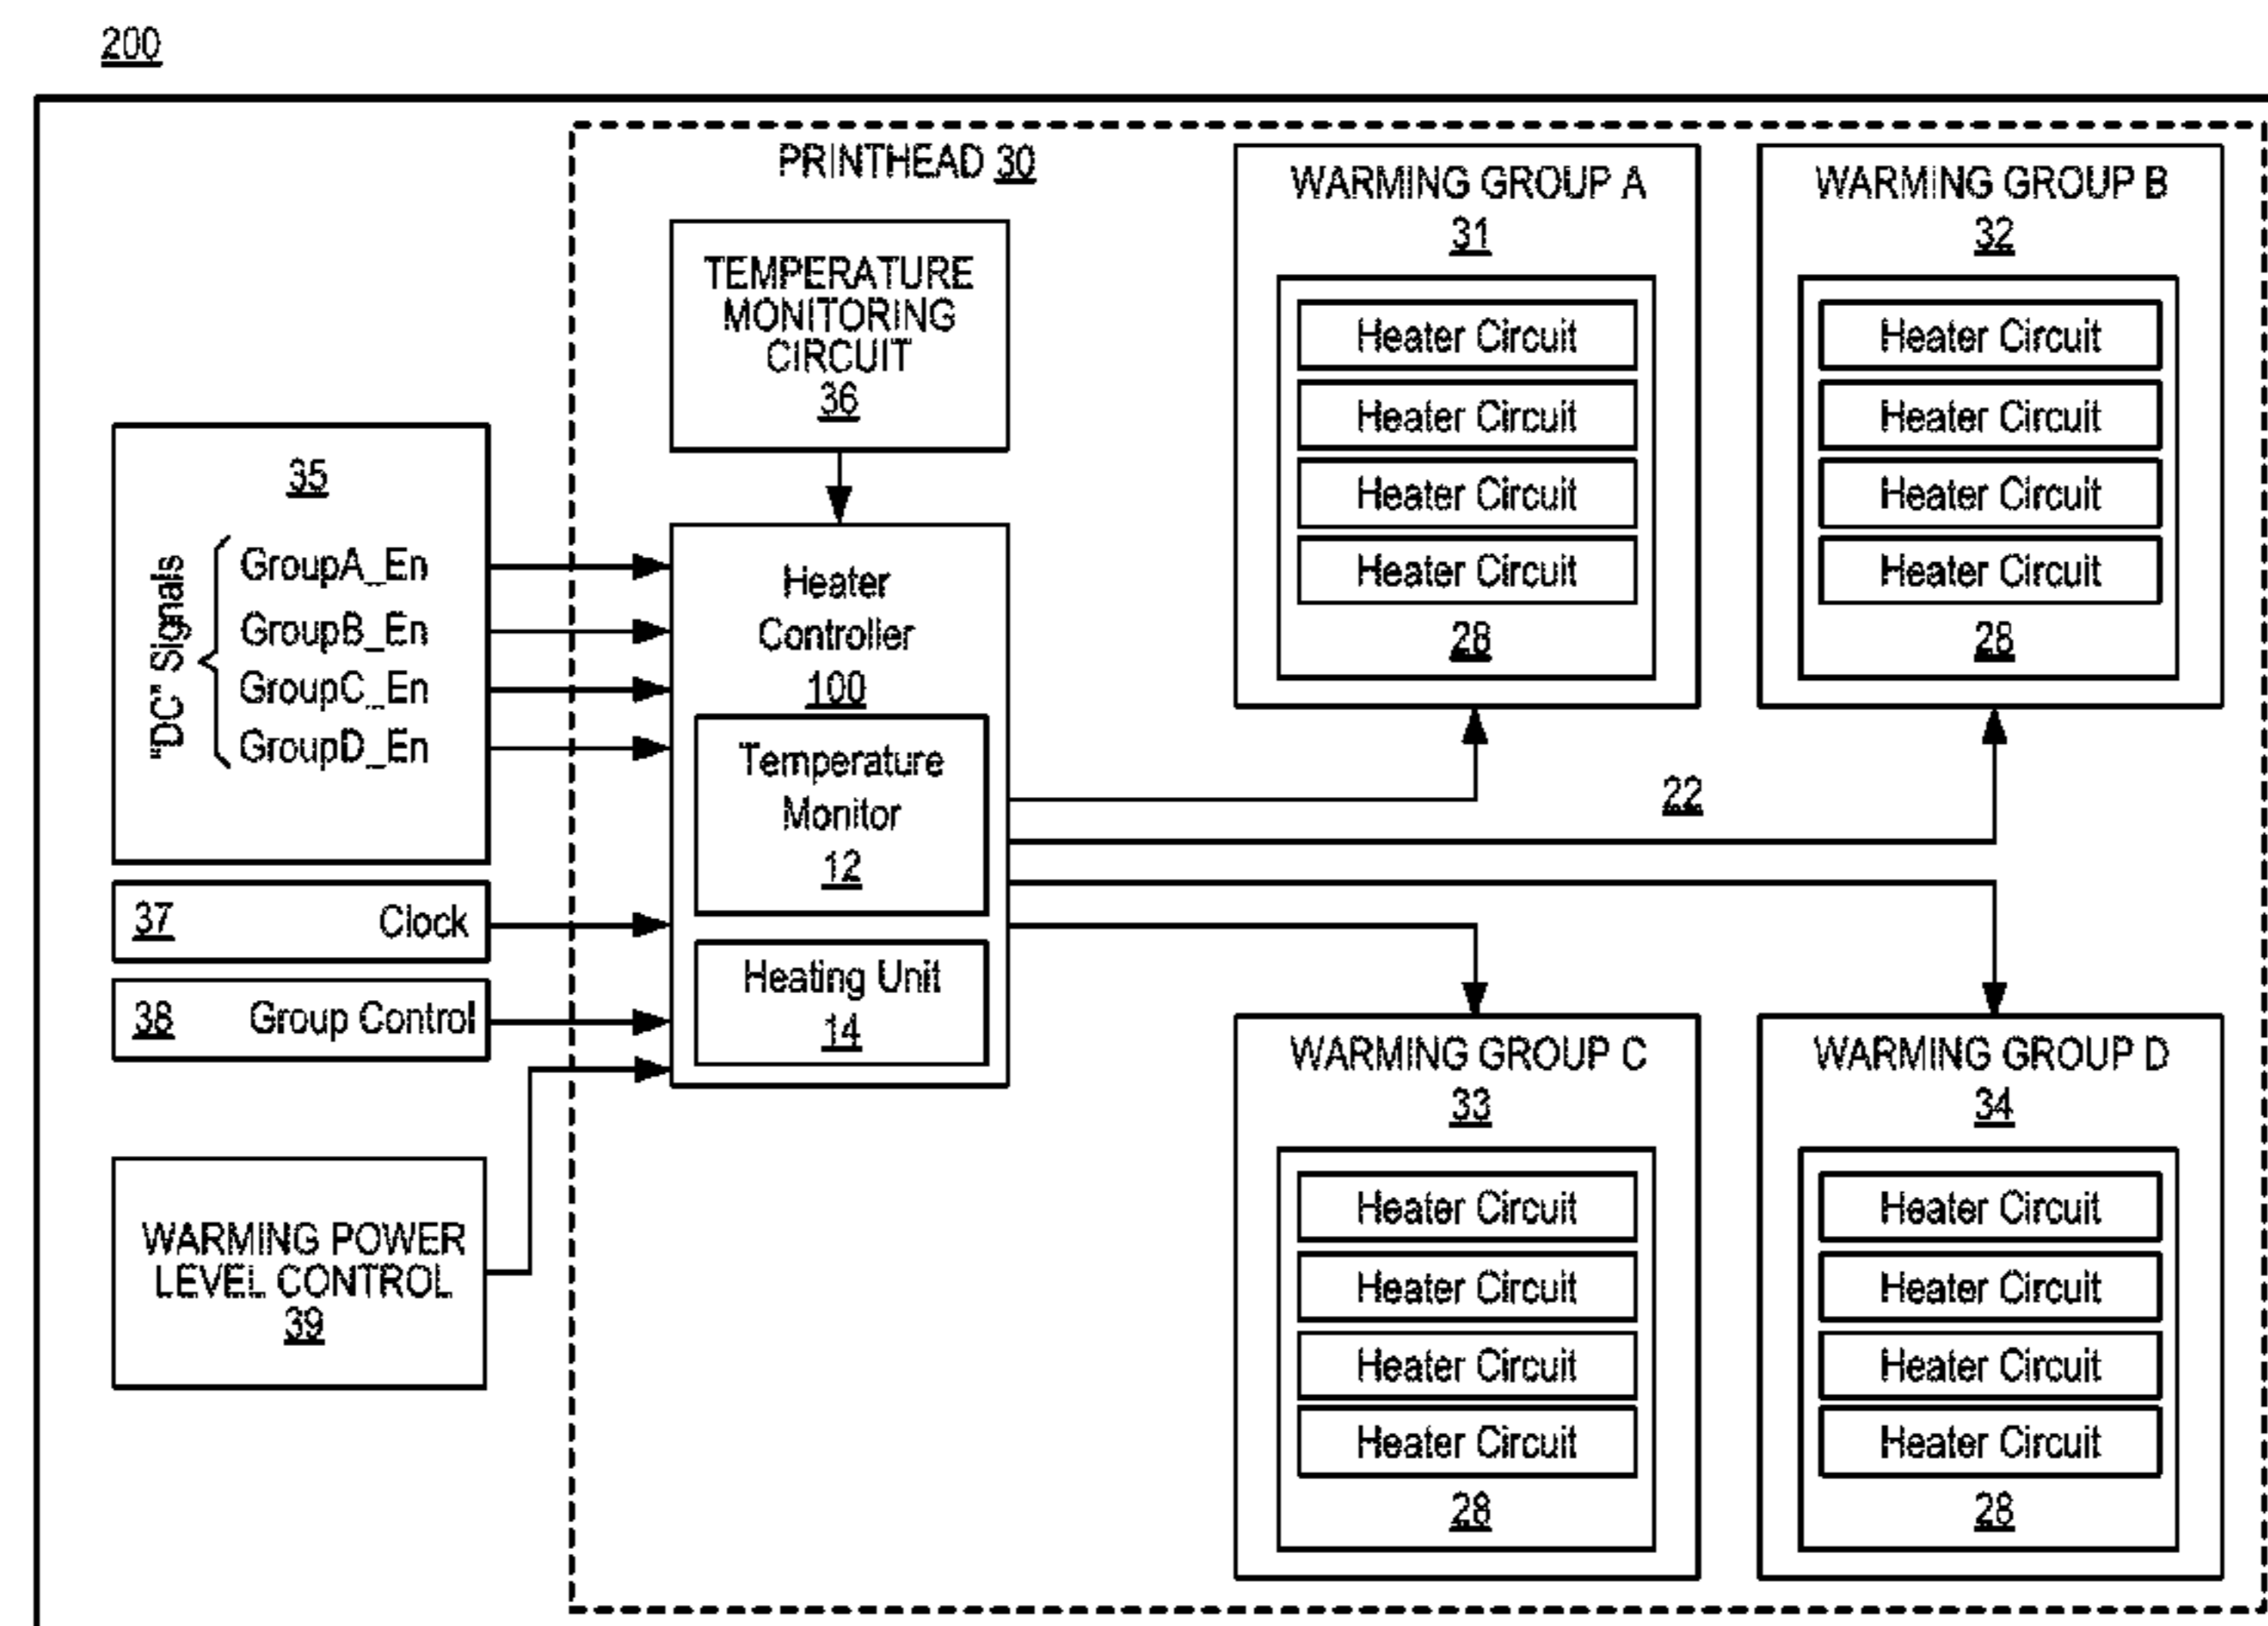 200
PRINTHEAD 30
TEMPERATURE
MONITORING
CIRCUIT
36
35
"DC" Signals
GroupA_En
GroupB_En
GroupC_En
GroupD_En
37 Clock
38 Group Control
WARMING POWER
LEVEL CONTROL
39
Heater
Controller
100
Temperature
Monitor
12
Heating Unit
14
22
WARMING GROUP A
31
Heater Circuit
Heater Circuit
Heater Circuit
Heater Circuit
28
WARMING GROUP B
32
Heater Circuit
Heater Circuit
Heater Circuit
Heater Circuit
28
WARMING GROUP C
33
Heater Circuit
Heater Circuit
Heater Circuit
Heater Circuit
28
WARMING GROUP D
34
Heater Circuit
Heater Circuit
Heater Circuit
Heater Circuit
28